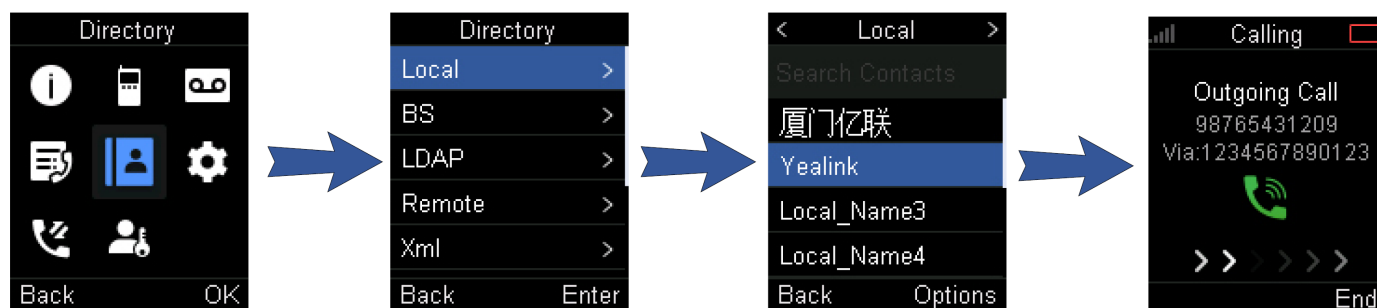 Directory
Back OK
Directory
Local >
BS >
LDAP >
Remote >
Xml >
Back Enter
< Local >
Search Contacts
厦门亿联
Yealink
Local_Name3
Local_Name4
Back Options
Calling
Outgoing Call
98765431209
Via:1234567890123
End